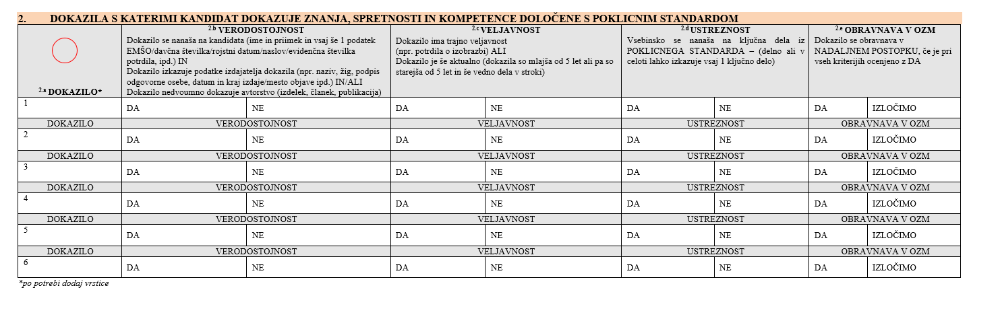 2. DOKAZILA S KATERIMI KANDIDAT DOKAZUJE ZNANJA, SPRETNOSTI IN KOMPETENCE DOLOČENE S POKLICNIM STANDARDOM
2.a DOKAZILO*
2.b VERODOSTOJNOST
Dokazilo se nanaša na kandidata (ime in priimek in vsaj še 1 podatek
EMŠO/davčna številka/rojstni datum/naslov/evidenčna številka
potrdila, ipd.) IN
Dokazilo izkazuje podatke izdajatelja dokazila (npr. naziv, žig, podpis
odgovorne osebe, datum in kraj izdaje/mesto objave ipd.) IN/ALI
Dokazilo nedvoumno dokazuje avtorstvo (izdelek, članek, publikacija)
2.c VELJAVNOST
Dokazilo ima trajno veljavnost
(npr. potrdila o izobrazbi) ALI
Dokazilo je še aktualno (dokazila so mlajša od 5 let ali pa so
starejša od 5 let in še vedno dela v stroki)
2.d USTREZNOST
Vsebinsko se nanaša na ključna dela iz
POKLICNEGA STANDARDA – (delno ali v
celoti lahko izkazuje vsaj 1 ključno delo)
2.e OBRAVNAVA V OZM
Dokazilo se obravnava v
NADALJNEM POSTOPKU, če je pri
vseh kriterijih ocenjeno z DA
1 DA NE DA NE DA NE DA IZLOČIMO
DOKAZILO VERODOSTOJNOST VELJAVNOST USTREZNOST OBRAVNAVA V OZM
2 DA NE DA NE DA NE DA IZLOČIMO
DOKAZILO VERODOSTOJNOST VELJAVNOST USTREZNOST OBRAVNAVA V OZM
3 DA NE DA NE DA NE DA IZLOČIMO
DOKAZILO VERODOSTOJNOST VELJAVNOST USTREZNOST OBRAVNAVA V OZM
4 DA NE DA NE DA NE DA IZLOČIMO
DOKAZILO VERODOSTOJNOST VELJAVNOST USTREZNOST OBRAVNAVA V OZM
5 DA NE DA NE DA NE DA IZLOČIMO
DOKAZILO VERODOSTOJNOST VELJAVNOST USTREZNOST OBRAVNAVA V OZM
6 DA NE DA NE DA NE DA IZLOČIMO
*po potrebi dodaj vrstice